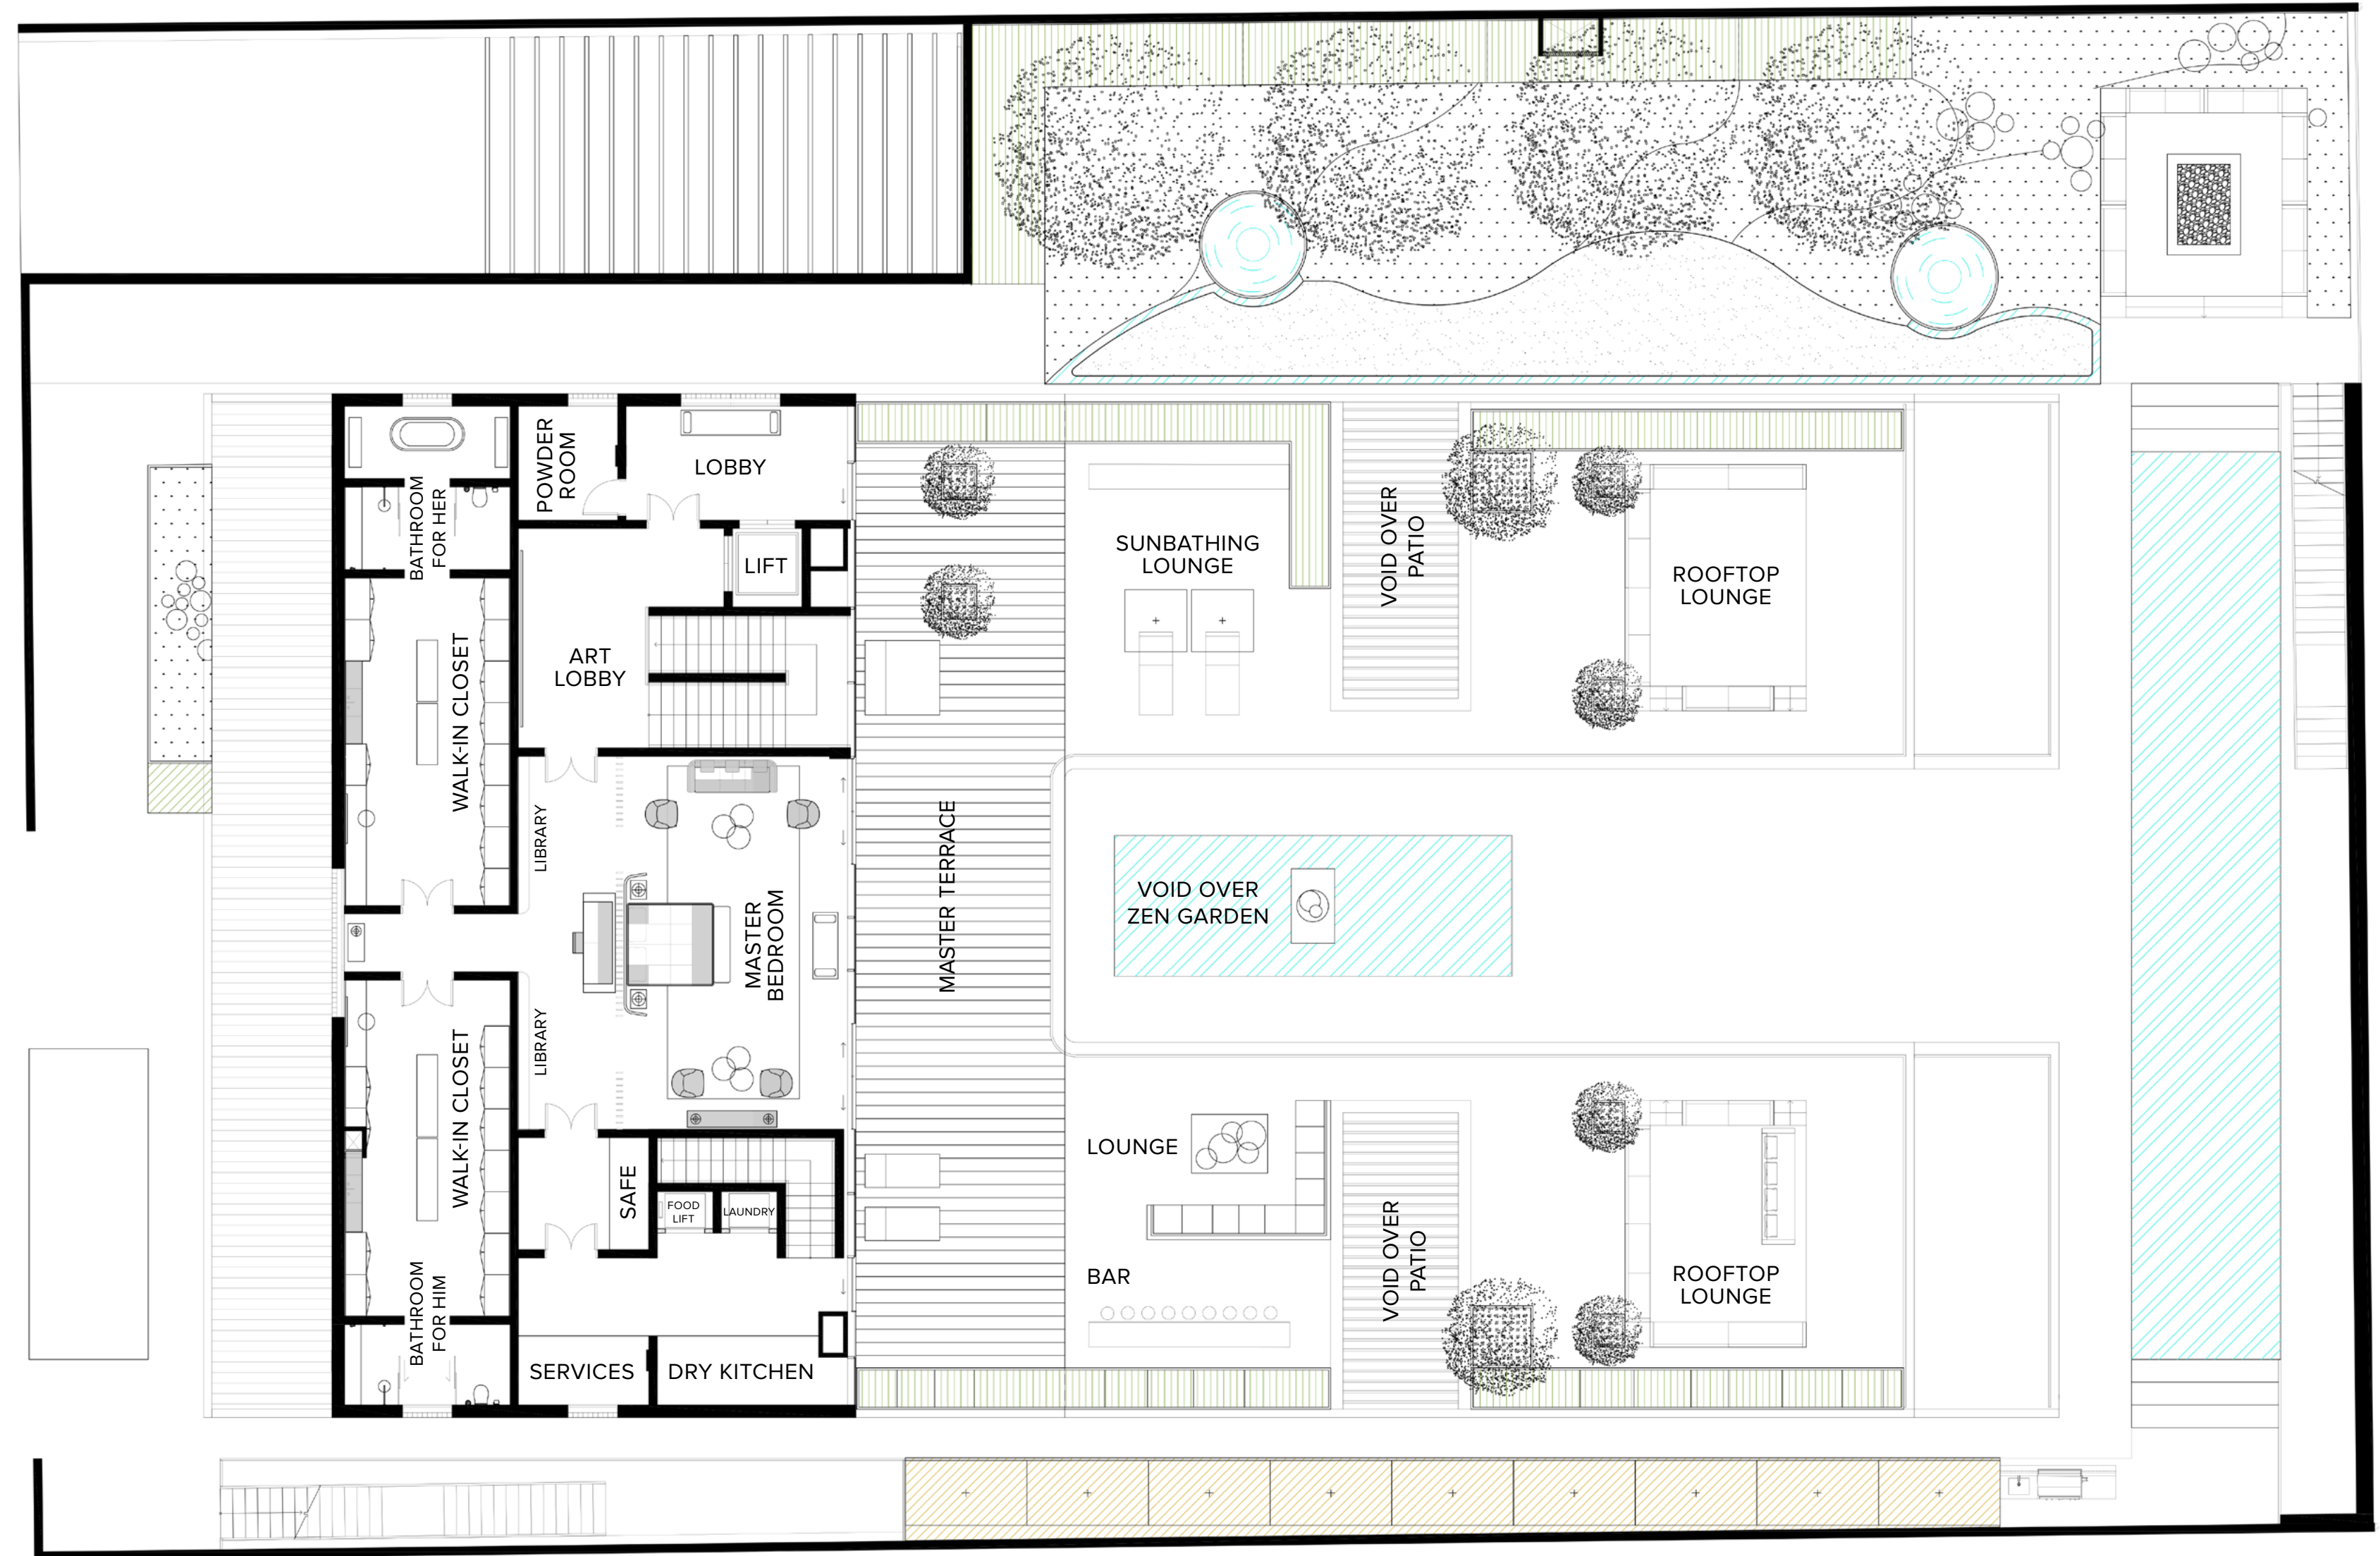 POWDER
ROOM
LOBBY
BATHROOM
FOR HER
LIFT
SUNBATHING
LOUNGE
VOID OVER
PATIO
ROOFTOP
LOUNGE
ART
LOBBY
WALK-IN CLOSET
LIBRARY
MASTER
BEDROOM
MASTER TERRACE
VOID OVER
ZEN GARDEN
LIBRARY
WALK-IN CLOSET
SAFE
FOOD
LIFT
LAUNDRY
LOUNGE
BAR
VOID OVER
PATIO
ROOFTOP
LOUNGE
BATHROOM
FOR HIM
SERVICES
DRY KITCHEN